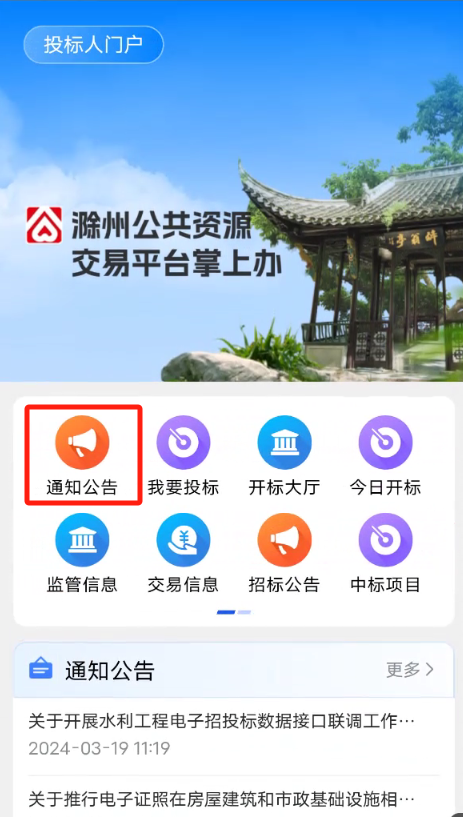 投标人门户
滁州公共资源
交易平台掌上办
通知公告
我要投标
开标大厅
今日开标
监管信息
交易信息
招标公告
中标项目
通知公告
更多
关于开展水利工程电子招投标数据接口联调工作…
2024-03-19 11:19
关于推行电子证照在房屋建筑和市政基础设施相…